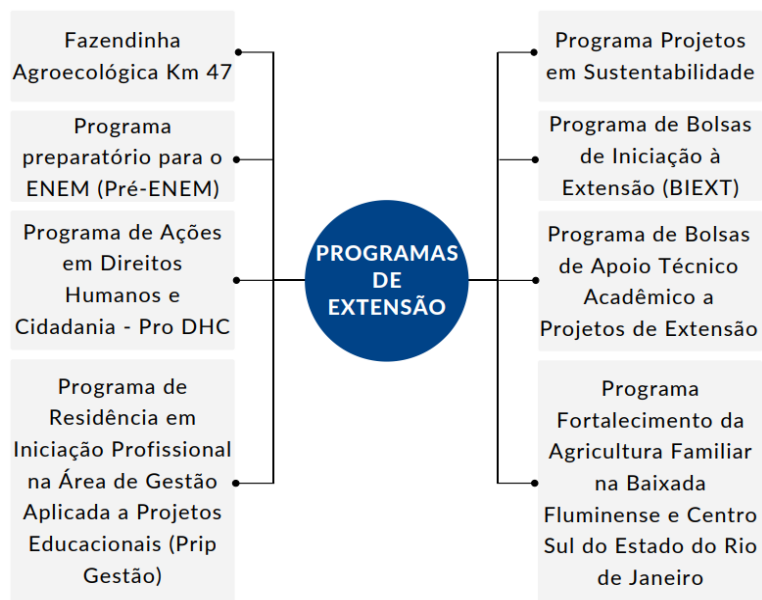 Fazendinha
Agroecológica Km 47
Programa
preparatório para o
ENEM (Pré-ENEM)
Programa de Ações
em Direitos
Humanos e
Cidadania - Pro DHC
Programa de
Residência em
Iniciação Profissional
na Área de Gestão
Aplicada a Projetos
Educacionais (Prip
Gestão)
PROGRAMAS
DE
EXTENSÃO
Programa Projetos
em Sustentabilidade
Programa de Bolsas
de Iniciação à
Extensão (BIEXT)
Programa de Bolsas
de Apoio Técnico
Acadêmico a
Projetos de Extensão
Programa
Fortalecimento da
Agricultura Familiar
na Baixada
Fluminense e Centro
Sul do Estado do Rio
de Janeiro